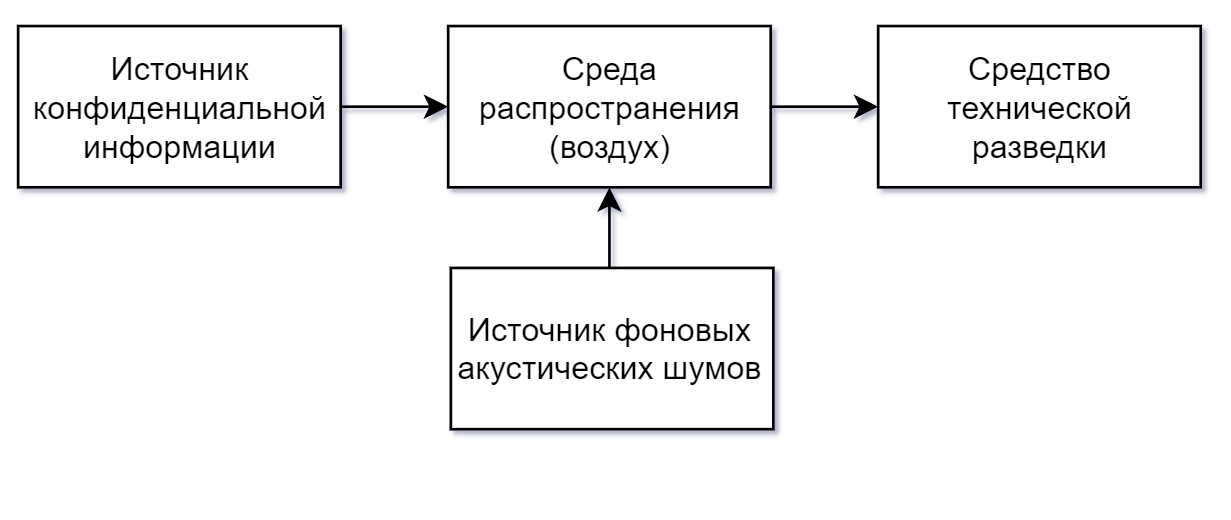 Источник
конфиденциальной
информации
Среда
распространения
(воздух)
Средство
технической
разведки
Источник фоновых
акустических шумов